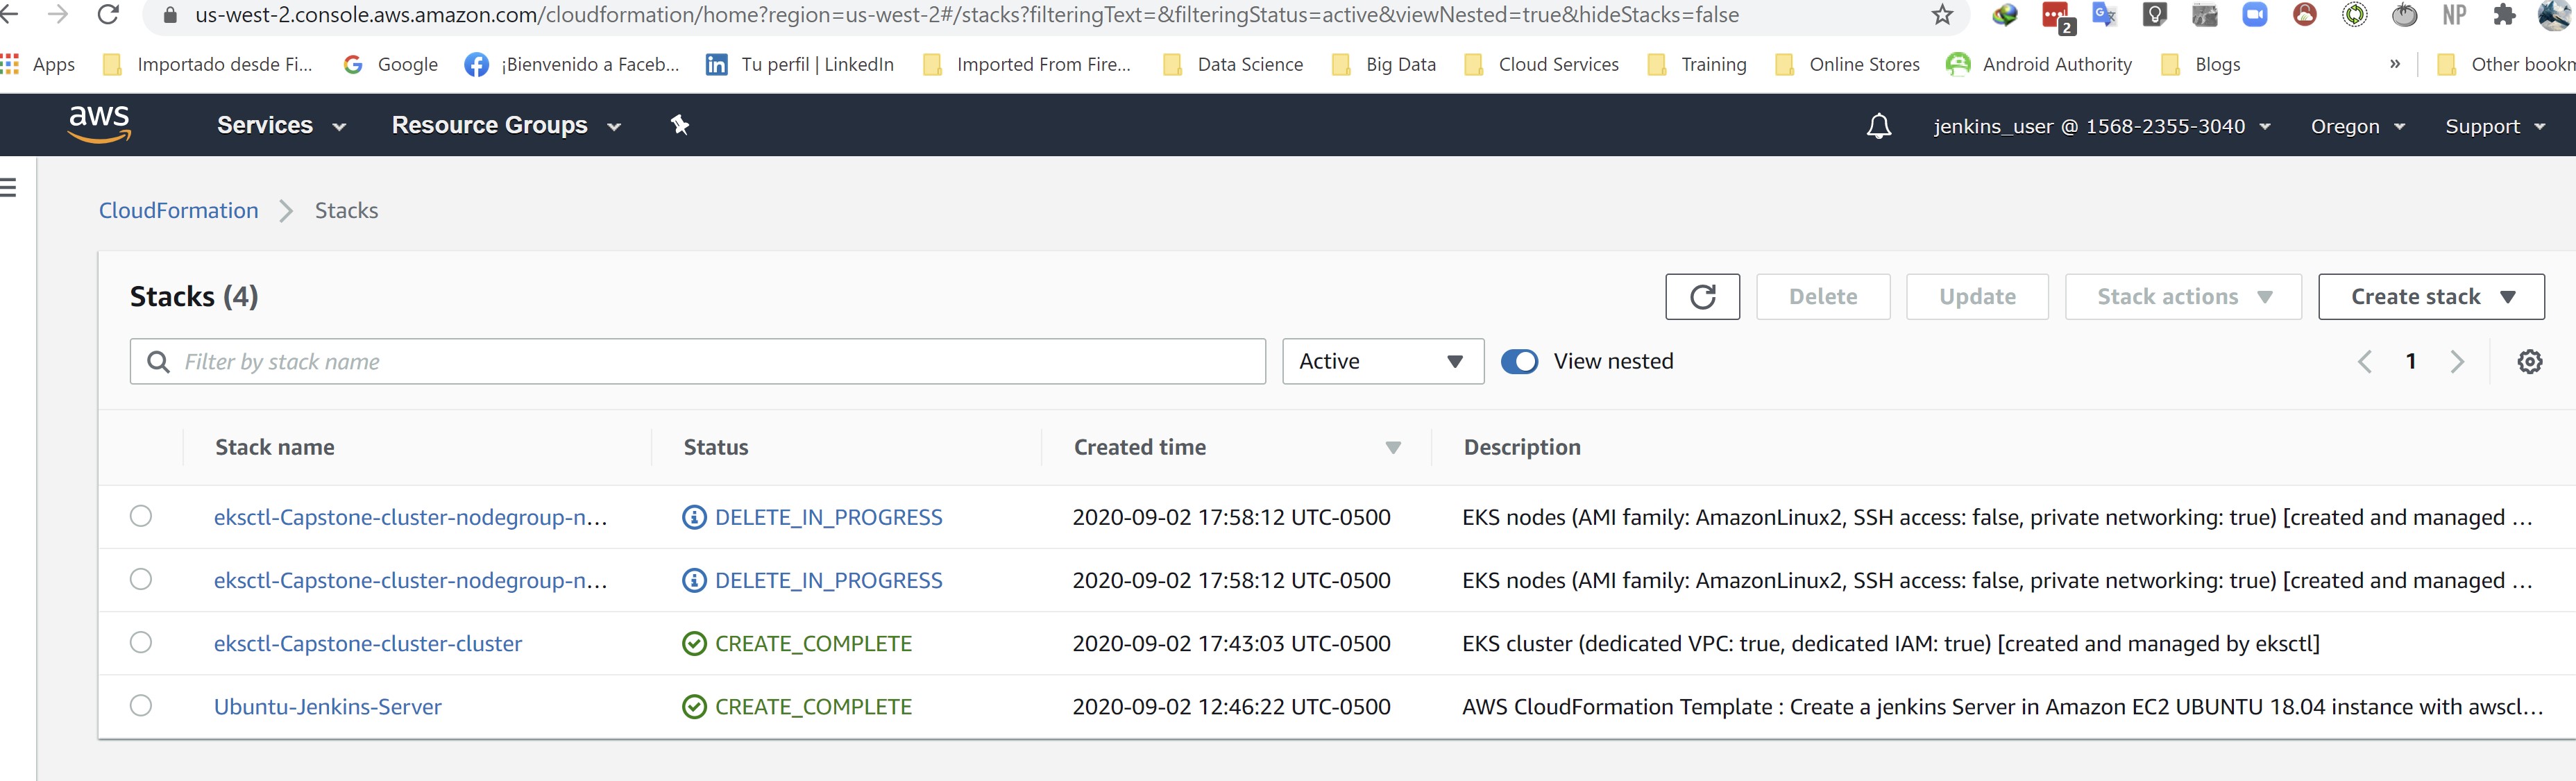 us-west-2.console.aws.amazon.com/cloudformation/home?region=us-west-2#/stacks?filteringText=&filteringStatus=active&viewNested=true&hideStacks=false
2
NP
Apps Importado desde Fi... Google ¡Bienvenido a Faceb... Tu perfil | LinkedIn Imported From Fire... Data Science Big Data Cloud Services Training Online Stores Android Authority Blogs » Other bookm
aws Services Resource Groups jenkins_user @ 1568-2355-3040 Oregon Support
CloudFormation Stacks
Stacks (4) Delete Update Stack actions Create stack
Filter by stack name Active View nested 1
Stack name Status Created time Description
eksctl-Capstone-cluster-nodegroup-n... DELETE_IN_PROGRESS 2020-09-02 17:58:12 UTC-0500 EKS nodes (AMI family: AmazonLinux2, SSH access: false, private networking: true) [created and managed ...
eksctl-Capstone-cluster-nodegroup-n... DELETE_IN_PROGRESS 2020-09-02 17:58:12 UTC-0500 EKS nodes (AMI family: AmazonLinux2, SSH access: false, private networking: true) [created and managed ...
eksctl-Capstone-cluster-cluster CREATE_COMPLETE 2020-09-02 17:43:03 UTC-0500 EKS cluster (dedicated VPC: true, dedicated IAM: true) [created and managed by eksctl]
Ubuntu-Jenkins-Server CREATE_COMPLETE 2020-09-02 12:46:22 UTC-0500 AWS CloudFormation Template : Create a jenkins Server in Amazon EC2 UBUNTU 18.04 instance with awscl...